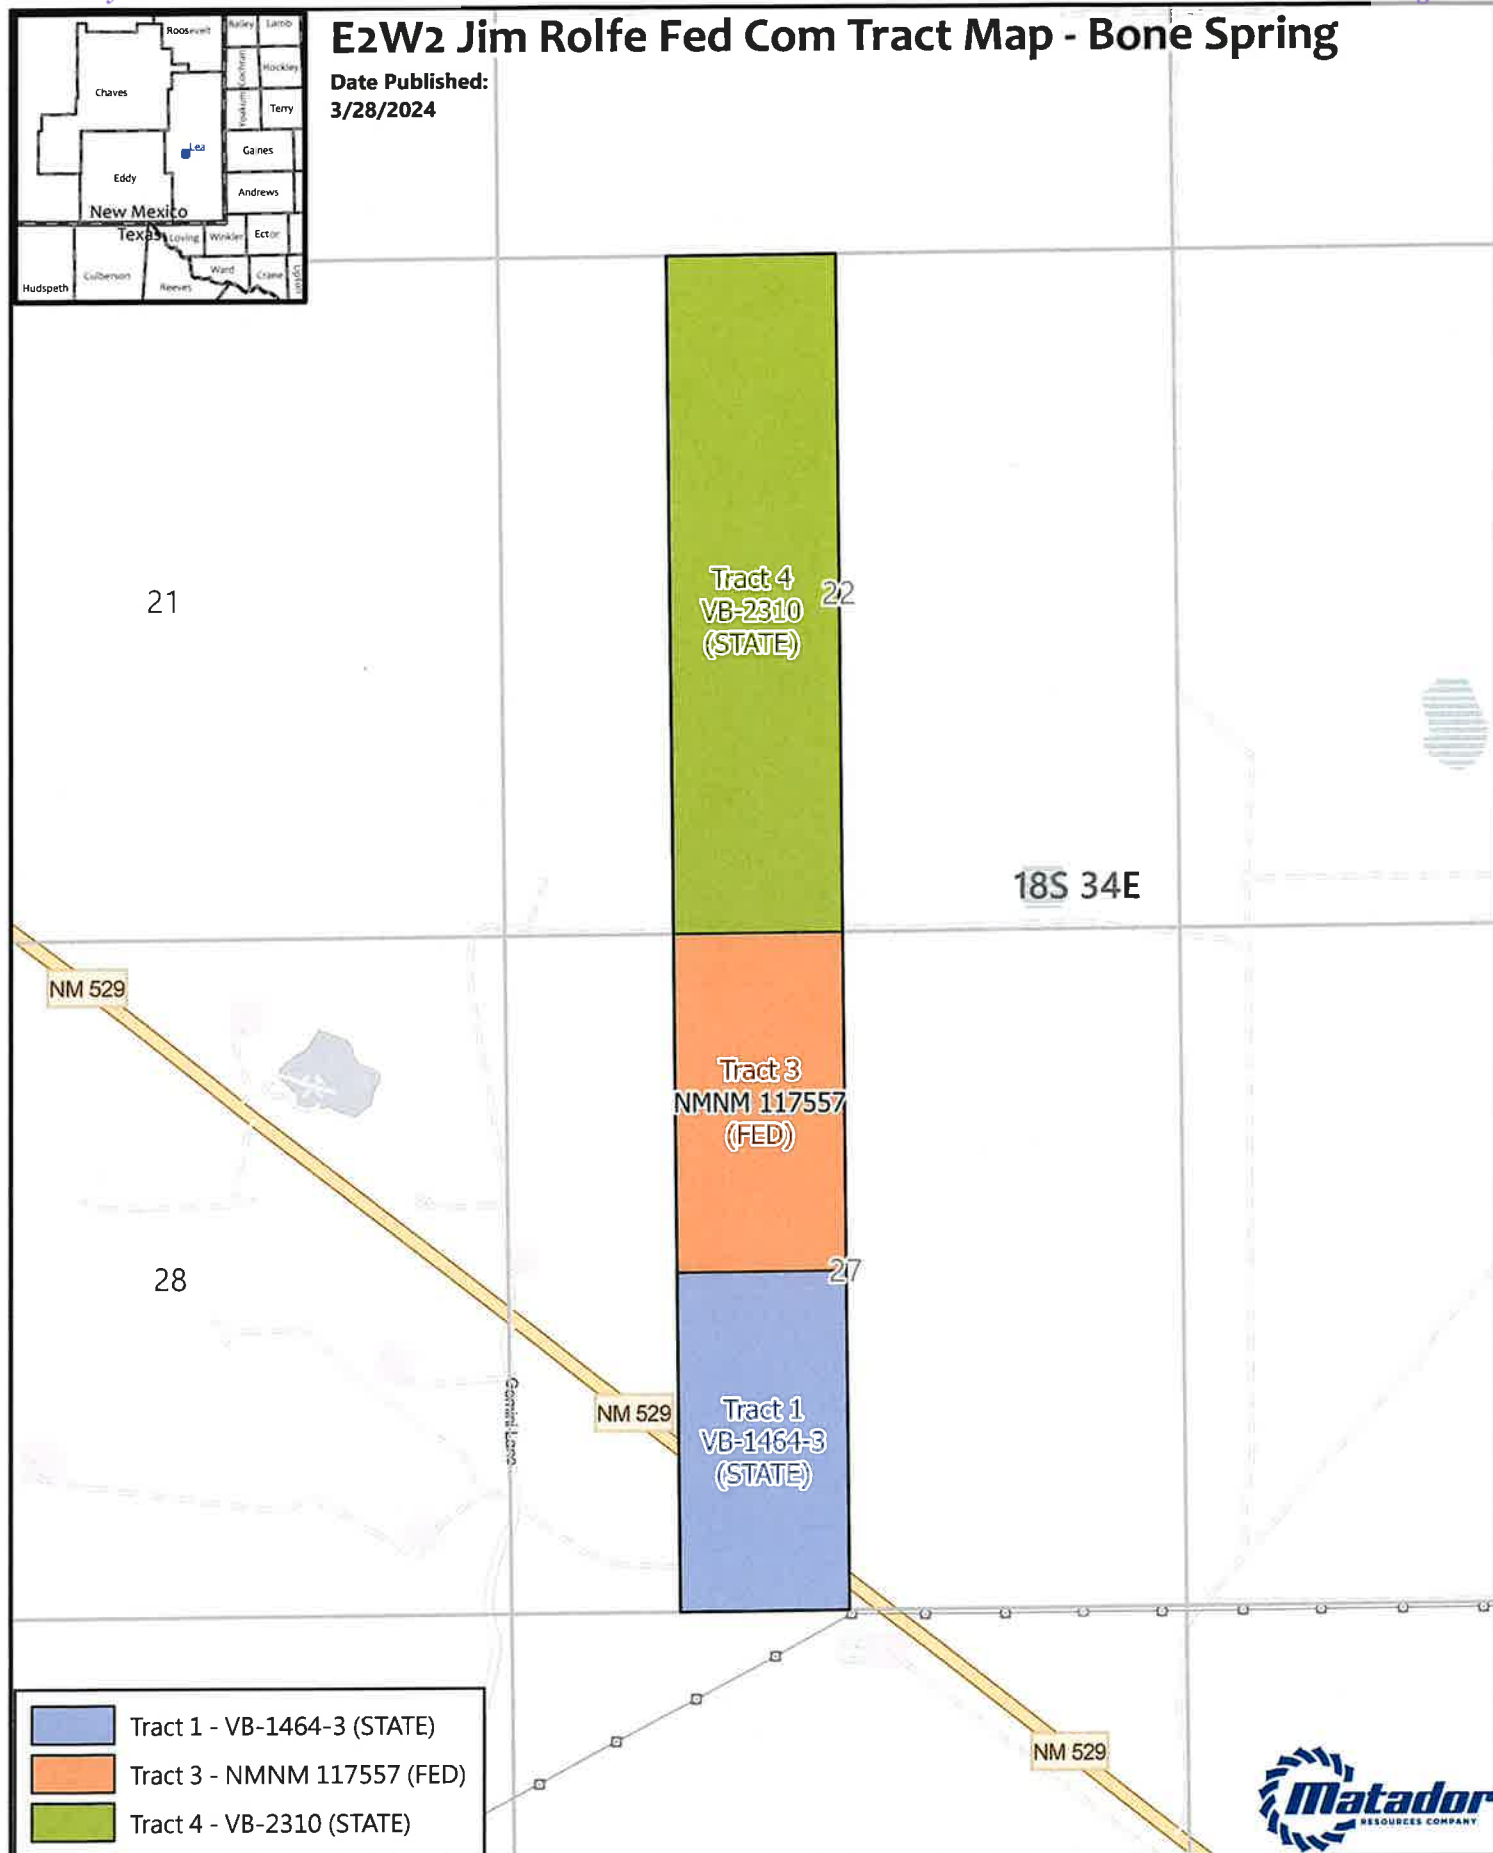 E2W2 Jim Rolfe Fed Com Tract Map - Bone Spring
Date Published:
3/28/2024
Roosevelt
Bailey
Lamb
Cochran
Hockley
Chaves
Yoakum
Terry
Lea
Gaines
Eddy
Andrews
New Mexico
Texas
Loving
Winkler
Ector
Hudspeth
Culberson
Reeves
Ward
Crane
Upton
21
Tract 4
VB-2310
(STATE)
22
18S 34E
NM 529
Tract 3
NMNM 117557
(FED)
27
28
Gemini Lane
NM 529
Tract 1
VB-1464-3
(STATE)
NM 529
Tract 1 - VB-1464-3 (STATE)
Tract 3 - NMNM 117557 (FED)
Tract 4 - VB-2310 (STATE)
Matador
RESOURCES COMPANY